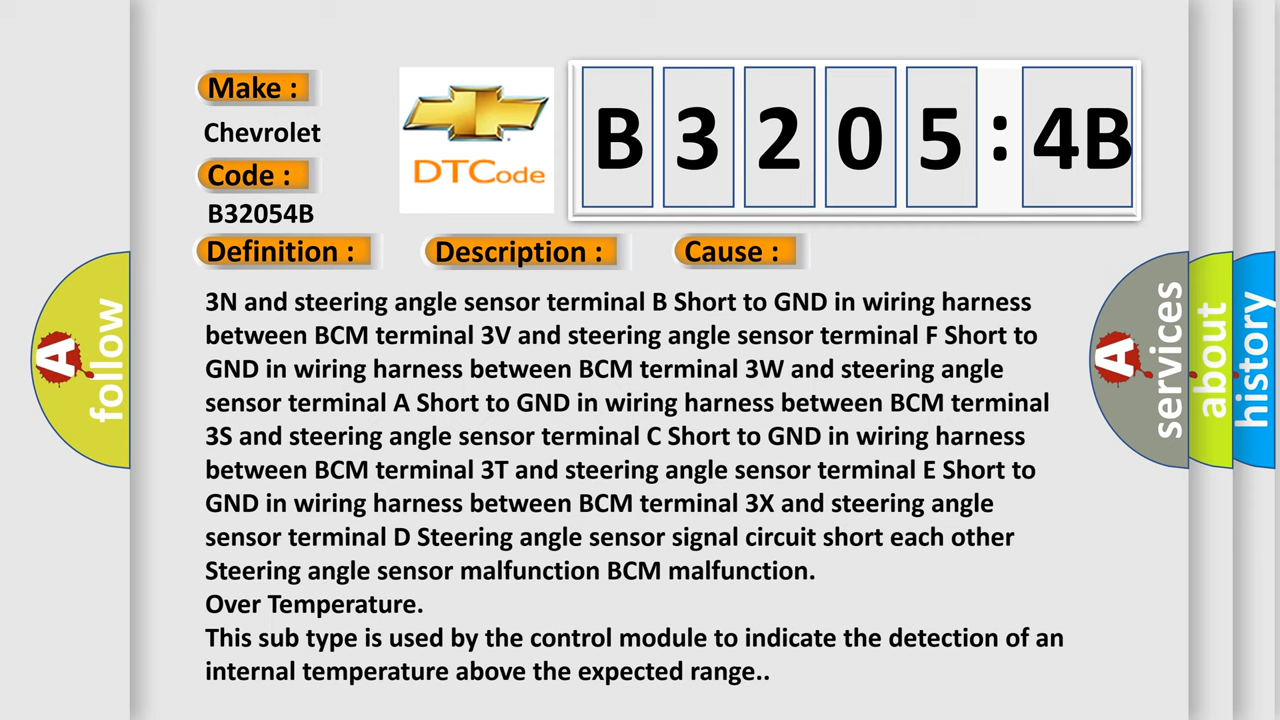 Make :
Chevrolet
Code :
B32054B
DTCode
B3205:4B
Definition :
Description :
Cause :
3N and steering angle sensor terminal B Short to GND in wiring harness
between BCM terminal 3V and steering angle sensor terminal F Short to
GND in wiring harness between BCM terminal 3W and steering angle
sensor terminal A Short to GND in wiring harness between BCM terminal
3S and steering angle sensor terminal C Short to GND in wiring harness
between BCM terminal 3T and steering angle sensor terminal E Short to
GND in wiring harness between BCM terminal 3X and steering angle
sensor terminal D Steering angle sensor signal circuit short each other
Steering angle sensor malfunction BCM malfunction.
Over Temperature.
This sub type is used by the control module to indicate the detection of an
internal temperature above the expected range..
A
follow
A
services
about
history